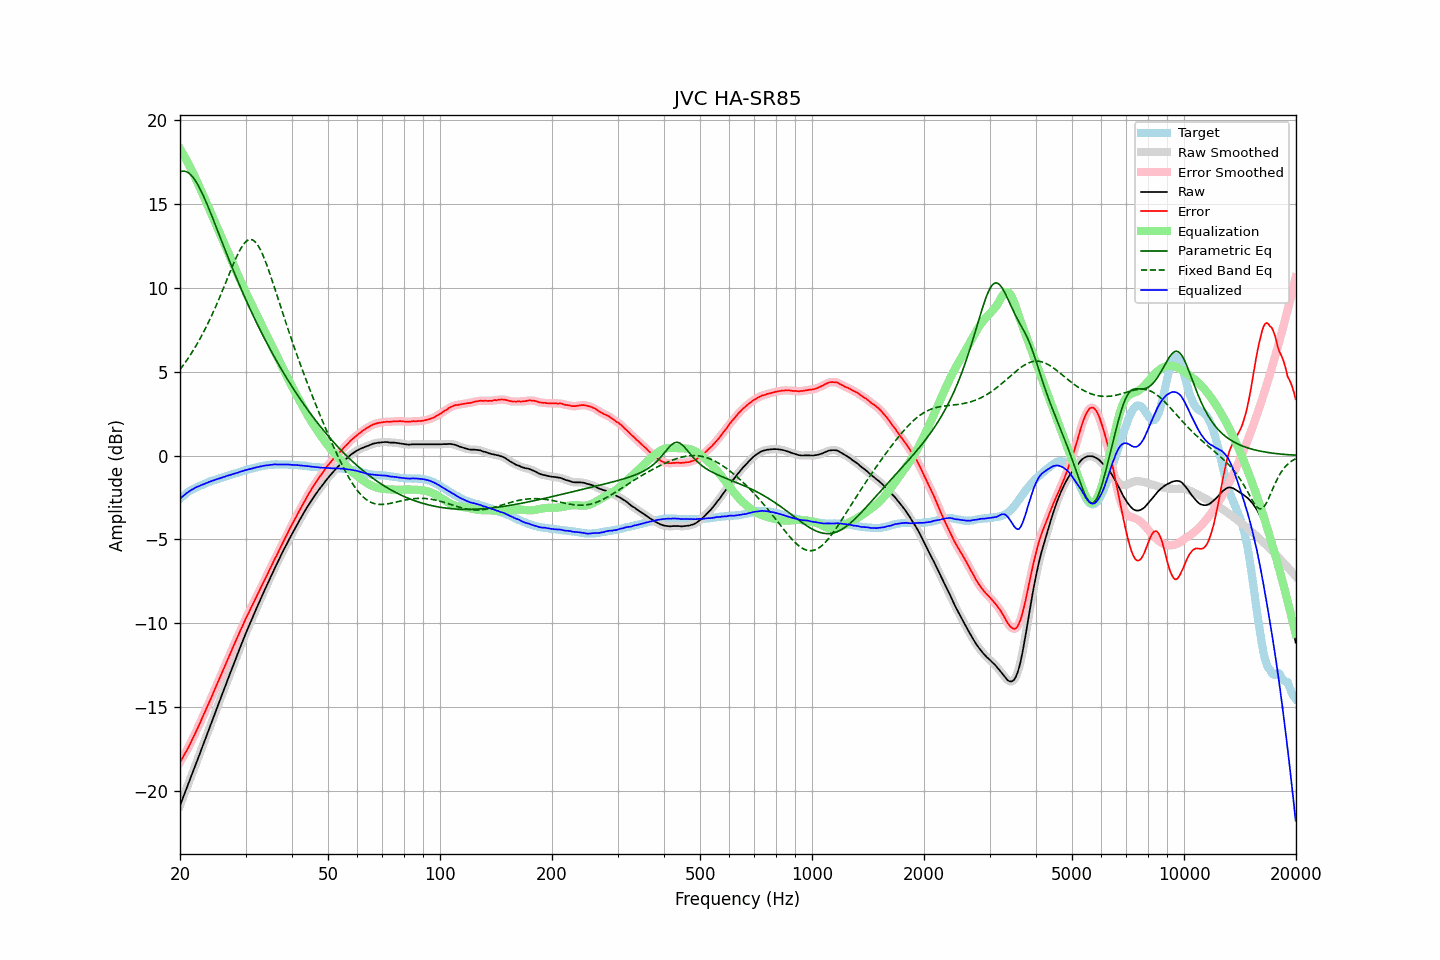 JVC HA-SR85
Amplitude (dBr)
20
15
10
5
0
−5
−10
−15
−20
Target
Raw Smoothed
Error Smoothed
Raw
Error
Equalization
Parametric Eq
Fixed Band Eq
Equalized
20 50 100 200 500 1000 2000 5000 10000 20000
Frequency (Hz)